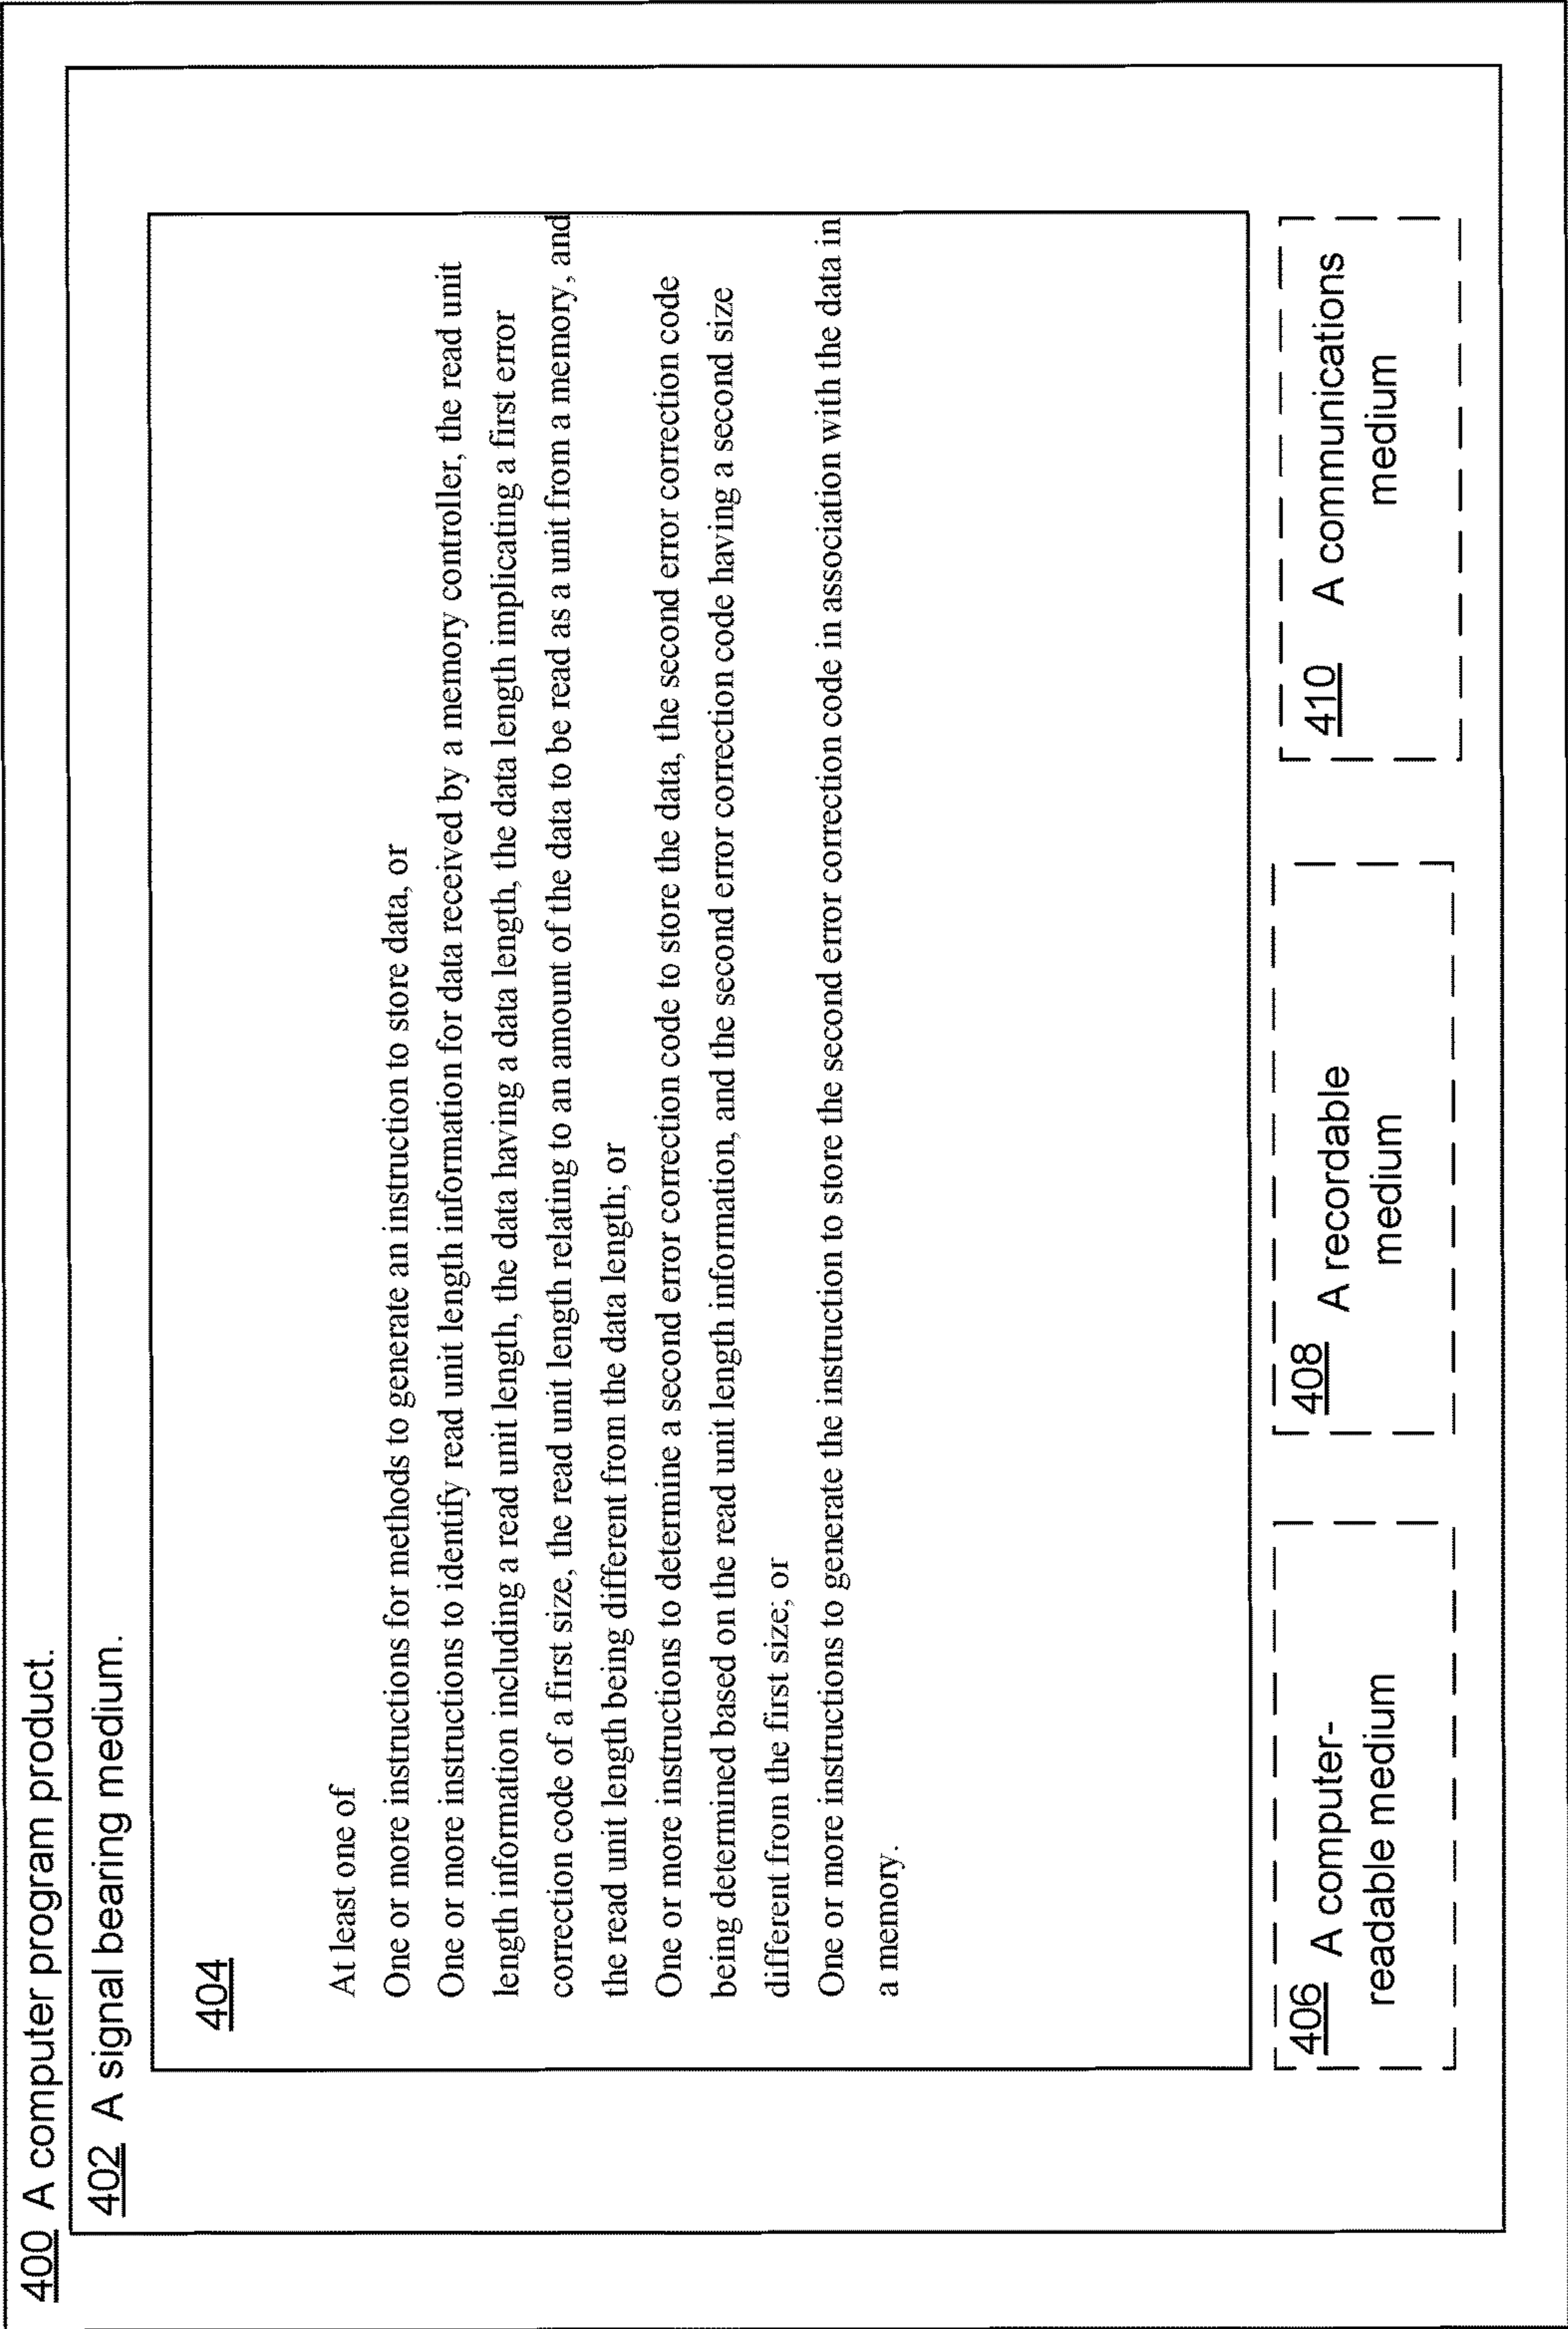 400 A computer program product.
402 A signal bearing medium.
404
At least one of
One or more instructions for methods to generate an instruction to store data, or
One or more instructions to identify read unit length information for data received by a memory controller, the read unit
length information including a read unit length, the data having a data length, the data length implicating a first error
correction code of a first size, the read unit length relating to an amount of the data to be read as a unit from a memory, and
the read unit length being different from the data length; or
One or more instructions to determine a second error correction code to store the data, the second error correction code
being determined based on the read unit length information, and the second error correction code having a second size
different from the first size; or
One or more instructions to generate the instruction to store the second error correction code in association with the data in
a memory.
406 A computer-
readable medium
408 A recordable
medium
410 A communications
medium